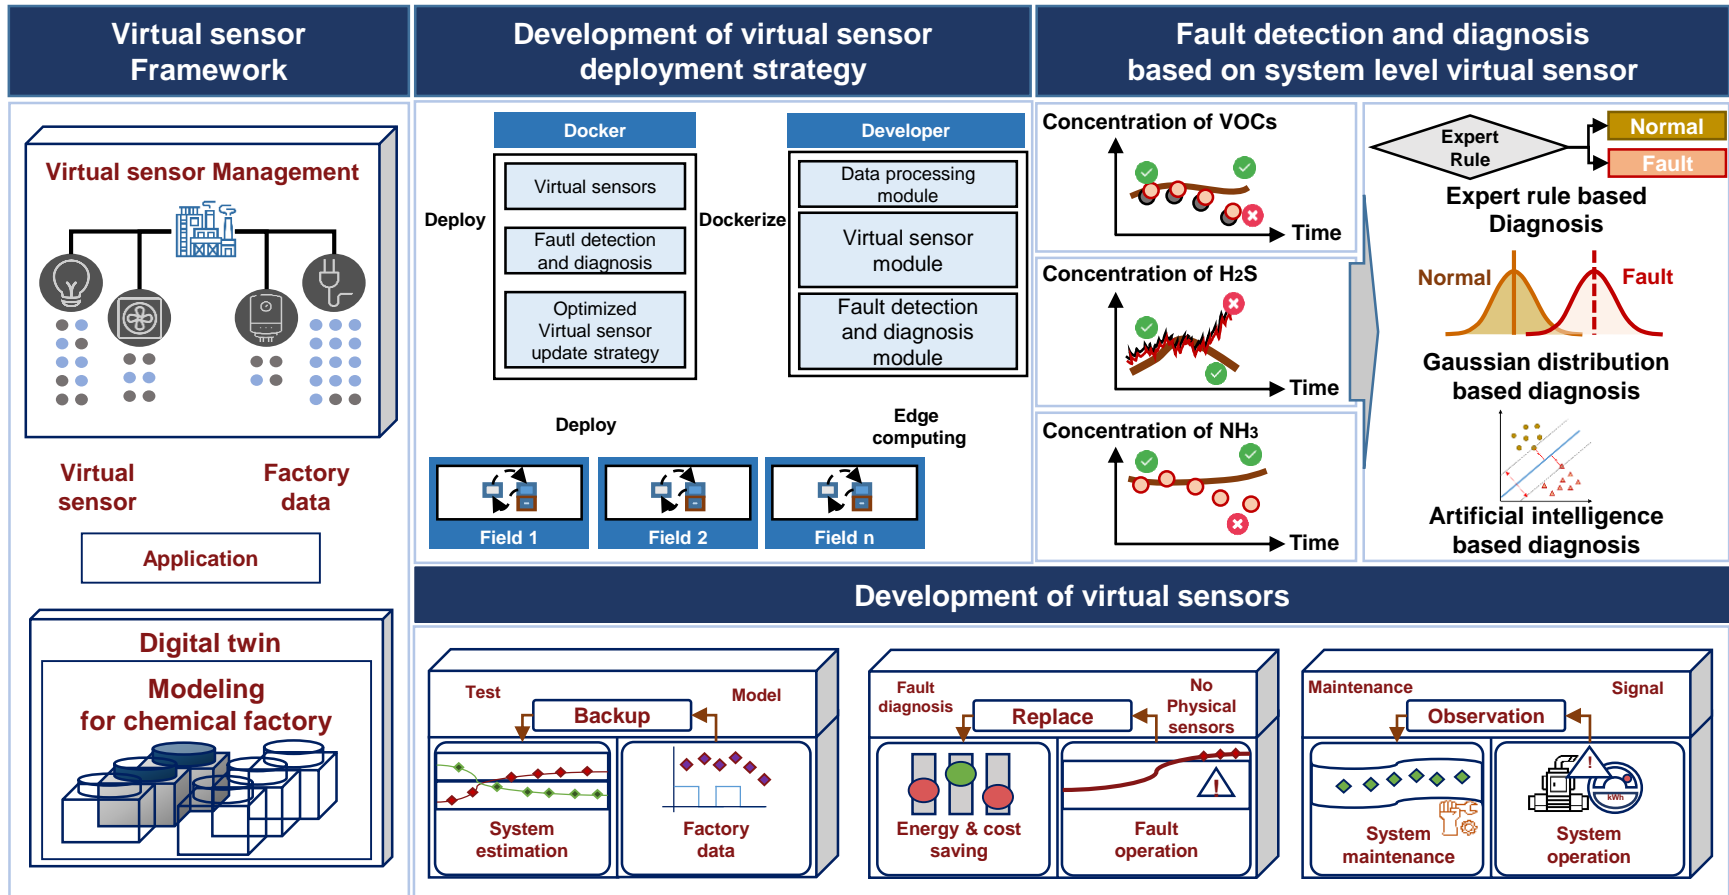 Virtual sensor
Framework
Virtual sensor Management
Virtual
sensor
Factory
data
Application
Digital twin
Modeling
for chemical factory
Development of virtual sensor
deployment strategy
Docker
Virtual sensors
Fautl detection
and diagnosis
Optimized
Virtual sensor
update strategy
Deploy
Dockerize
Developer
Data processing
module
Virtual sensor
module
Fault detection
and diagnosis
module
Deploy
Edge
computing
Field 1
Field 2
Field n
Fault detection and diagnosis
based on system level virtual sensor
Concentration of VOCs
Time
Concentration of H2S
Time
Concentration of NH3
Time
Expert
Rule
Normal
Fault
Expert rule based
Diagnosis
Normal
Fault
Gaussian distribution
based diagnosis
Artificial intelligence
based diagnosis
Development of virtual sensors
Test
Model
Backup
System
estimation
Factory
data
Fault
diagnosis
No
Physical
sensors
Replace
Energy & cost
saving
!
Fault
operation
Maintenance
Signal
Observation
System
maintenance
!
kWh
System
operation